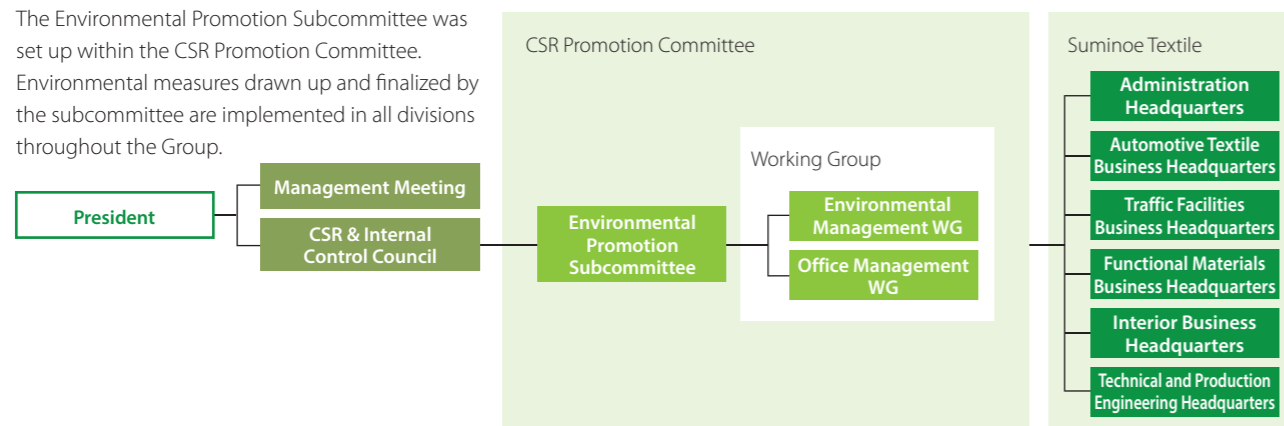 The Environmental Promotion Subcommittee was
set up within the CSR Promotion Committee.
Environmental measures drawn up and finalized by
the subcommittee are implemented in all divisions
throughout the Group.
President
Management Meeting
CSR & Internal
Control Council
CSR Promotion Committee
Environmental
Promotion
Subcommittee
Working Group
Environmental
Management WG
Office Management
WG
Suminoe Textile
Administration
Headquarters
Automotive Textile
Business Headquarters
Traffic Facilities
Business Headquarters
Functional Materials
Business Headquarters
Interior Business
Headquarters
Technical and Production
Engineering Headquarters